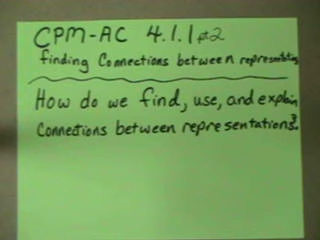 CPM-AC 4.1.1 pt2
finding Connections between representations
How do we find, use, and explain
Connections between representations?